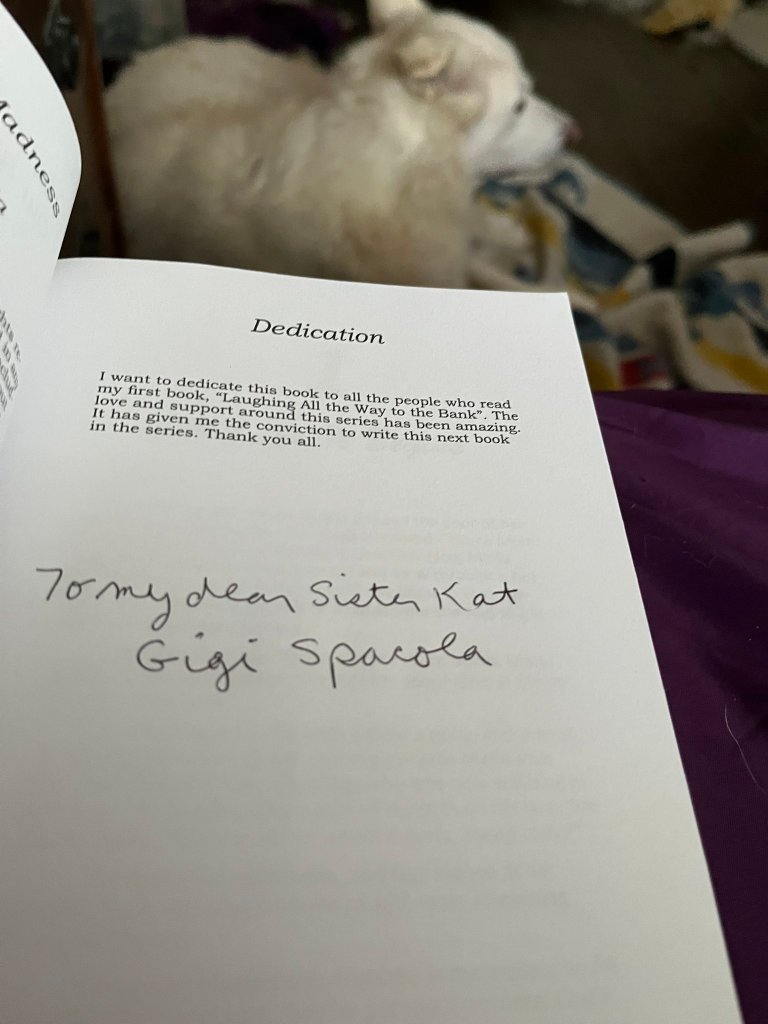 Madness
Dedication
I want to dedicate this book to all the people who read
my first book, “Laughing All the Way to the Bank”. The
love and support around this series has been amazing.
It has given me the conviction to write this next book
in the series. Thank you all.
To my dear Sister Kat
Gigi Spacola